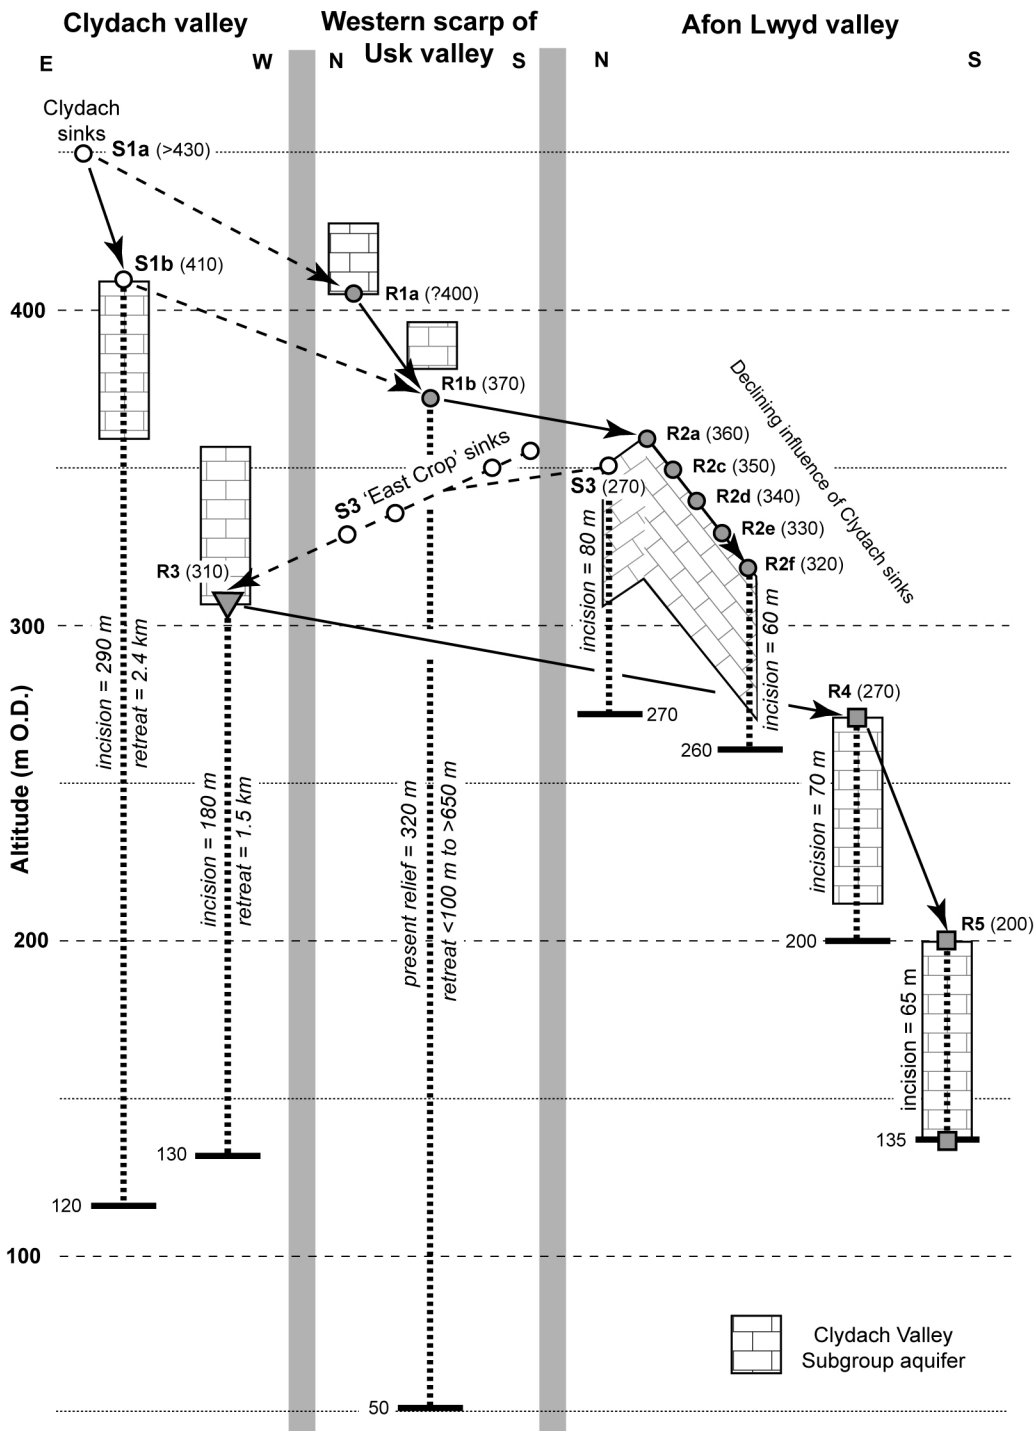 Clydach valley
Western scarp of
Usk valley
Afon Lwyd valley
E
W
N
S
N
S
Clydach
sinks
S1a (>430)
S1b (410)
R1a (?400)
400
R1b (370)
R2a (360)
R2c (350)
R2d (340)
R2e (330)
R2f (320)
Declining influence of Clydach sinks
S3 'East Crop' sinks
S3 (270)
R3 (310)
300
incision = 80 m
incision = 60 m
incision = 290 m
retreat = 2.4 km
270
260
R4 (270)
Altitude (m O.D.)
incision = 180 m
retreat = 1.5 km
present relief = 320 m
retreat <100 m to >650 m
incision = 70 m
200
200
R5 (200)
incision = 65 m
135
130
120
100
Clydach Valley
Subgroup aquifer
50